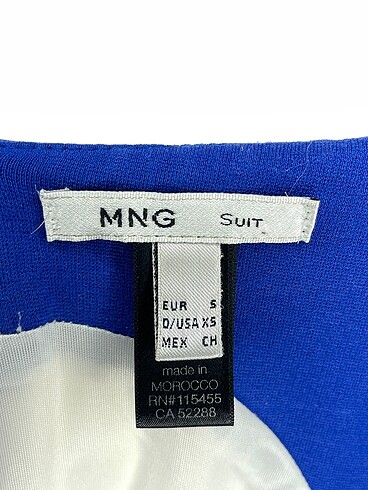 MNG SUIT
EUR S
D/USA XS
MEX CH
made in
MOROCCO
RN#115455
CA 52288